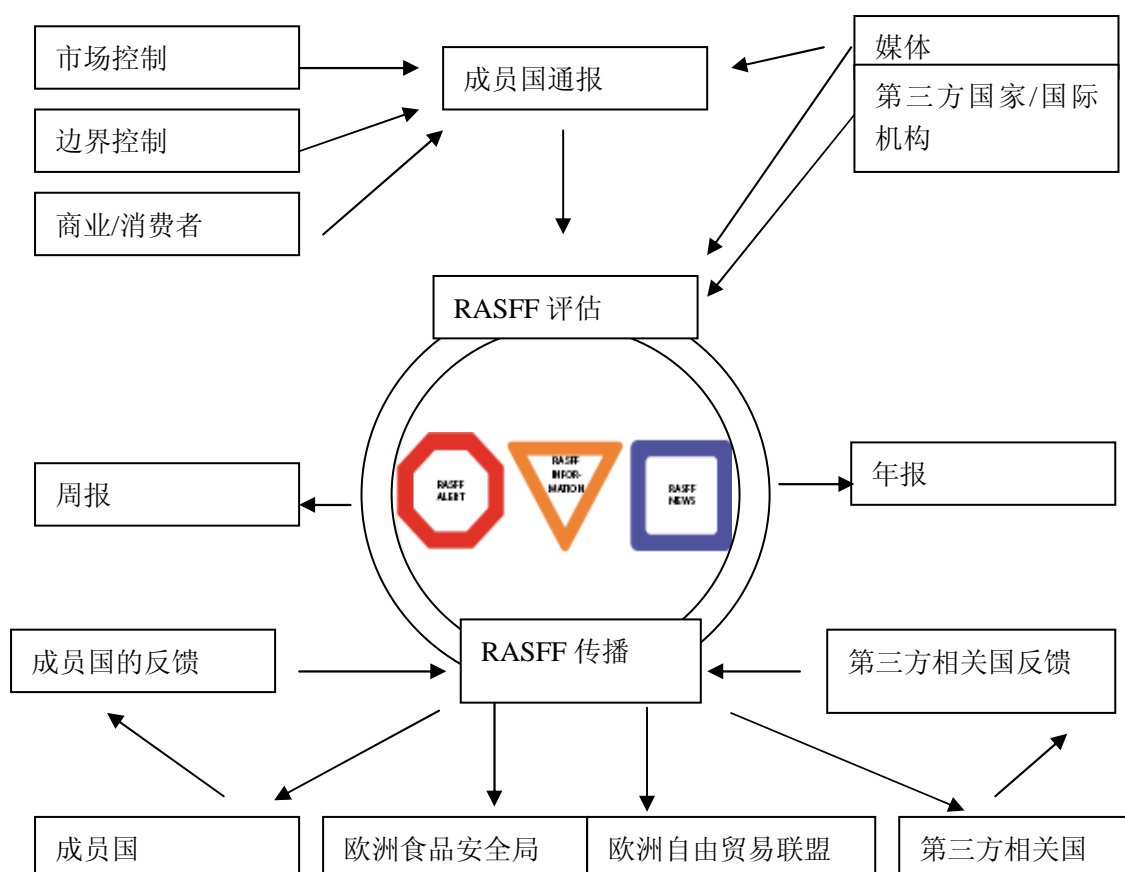 市场控制
成员国通报
媒体
第三方国家/国际
机构
边界控制
商业/消费者
RASFF 评估
RASFF
ALERT
RASFF
INFOR-
MATION
RASFF
NEWS
周报
年报
成员国的反馈
RASFF 传播
第三方相关国反馈
成员国
欧洲食品安全局
欧洲自由贸易联盟
第三方相关国